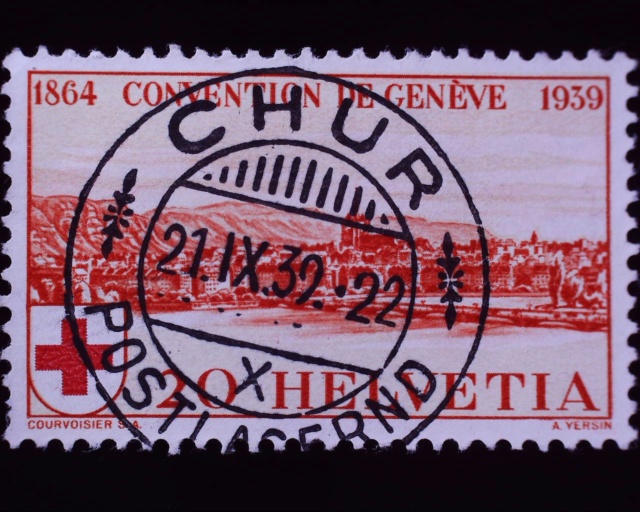 1864 CONVENTION DE GENÈVE 1939
CHUR
21.IX.39.-22
X
POSTLAGERND
20 HELVETIA
COURVOISIER S.A. A. YERSIN